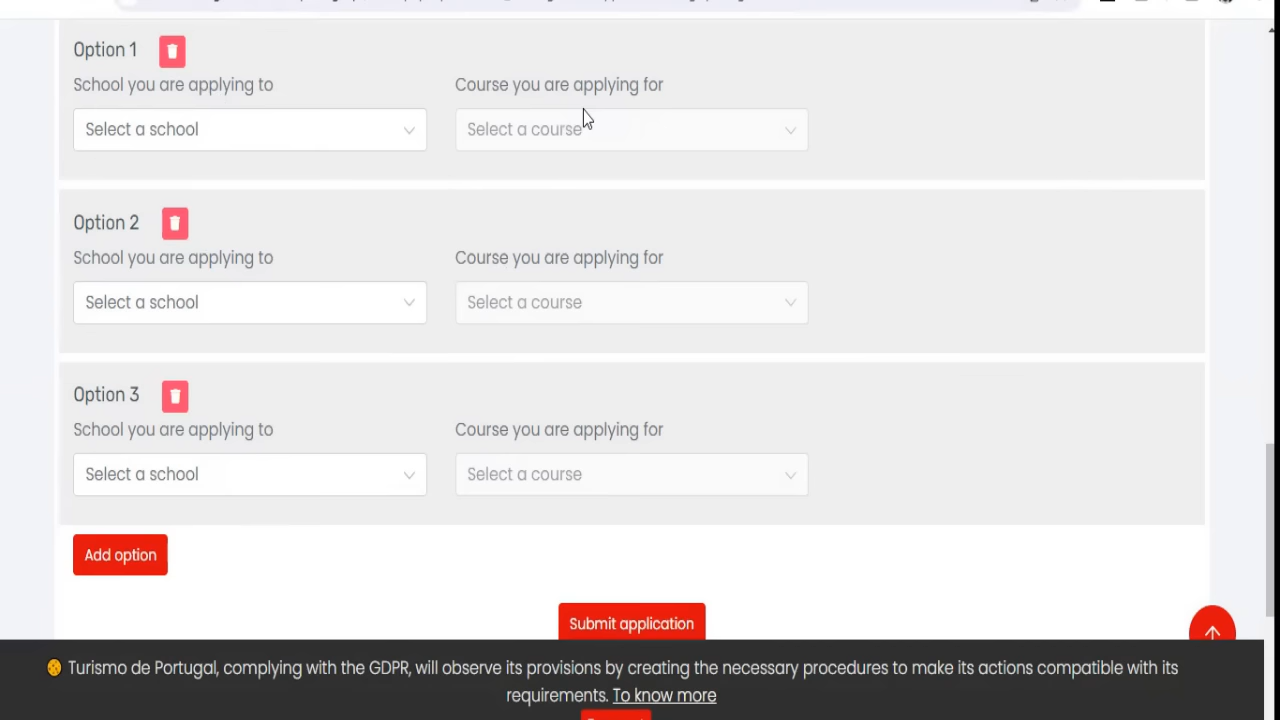 Option 1
School you are applying to
Course you are applying for
Select a school
Select a course
Option 2
School you are applying to
Course you are applying for
Select a school
Select a course
Option 3
School you are applying to
Course you are applying for
Select a school
Select a course
Add option
Submit application
Turismo de Portugal, complying with the GDPR, will observe its provisions by creating the necessary procedures to make its actions compatible with its
requirements. To know more